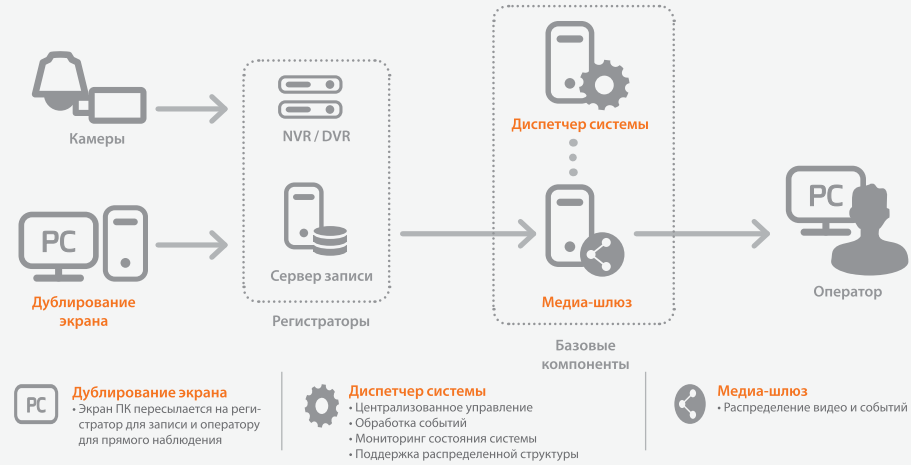 Камеры
PC
Дублирование
экрана
NVR / DVR
Сервер записи
Регистраторы
Диспетчер системы
Медиа-шлюз
Базовые
компоненты
PC
Оператор
PC
Дублирование экрана
• Экран ПК пересылается на реги-
стратор для записи и оператору
для прямого наблюдения
Диспетчер системы
• Централизованное управление
• Обработка событий
• Мониторинг состояния системы
• Поддержка распределенной структуры
Медиа-шлюз
• Распределение видео и событий